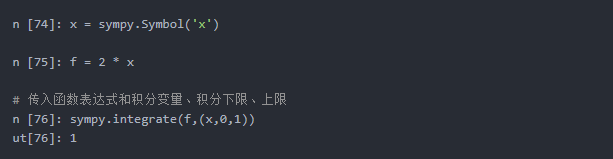 n [74]: x = sympy.Symbol('x')
n [75]: f = 2 * x
# 传入函数表达式和积分变量、积分下限、上限
n [76]: sympy.integrate(f,(x,0,1))
ut[76]: 1